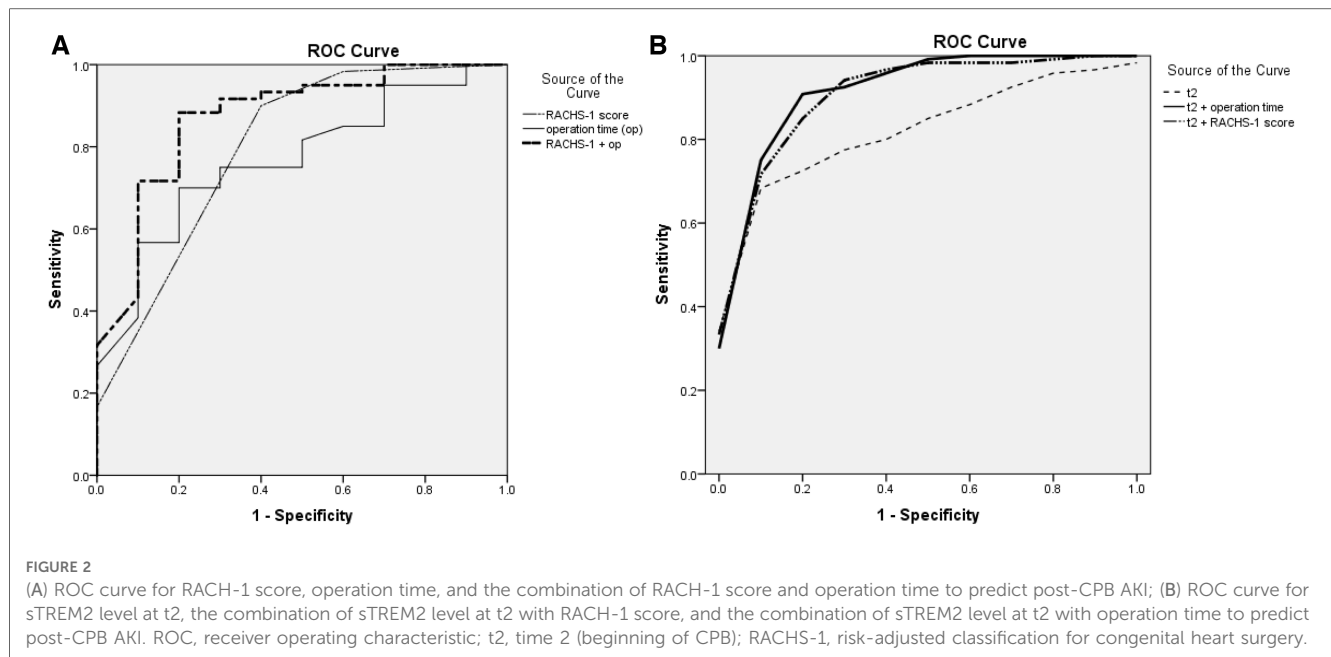 A
ROC Curve
Source of the
Curve
RACHS-1 score
operation time (op)
RACHS-1 + op
Sensitivity
1.0
0.8
0.6
0.4
0.2
0.0
0.0 0.2 0.4 0.6 0.8 1.0
1 - Specificity
B
ROC Curve
Source of the Curve
t2
t2 + operation time
t2 + RACHS-1 score
Sensitivity
1.0
0.8
0.6
0.4
0.2
0.0
0.0 0.2 0.4 0.6 0.8 1.0
1 - Specificity
FIGURE 2
(A) ROC curve for RACH-1 score, operation time, and the combination of RACH-1 score and operation time to predict post-CPB AKI; (B) ROC curve for
sTREM2 level at t2, the combination of sTREM2 level at t2 with RACH-1 score, and the combination of sTREM2 level at t2 with operation time to predict
post-CPB AKI. ROC, receiver operating characteristic; t2, time 2 (beginning of CPB); RACHS-1, risk-adjusted classification for congenital heart surgery.